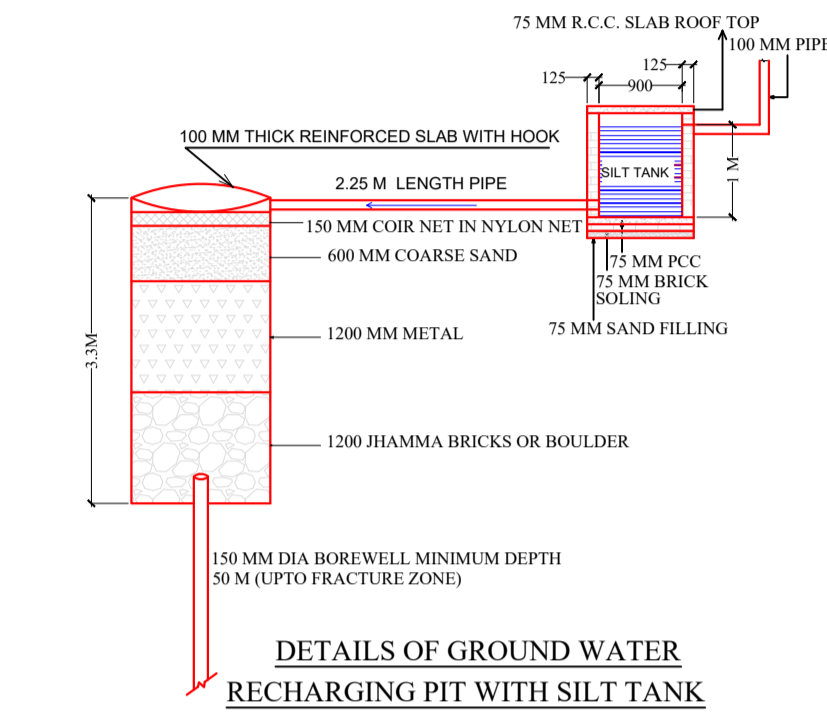 75 MM R.C.C. SLAB ROOF TOP
100 MM PIPE
125
125
900
100 MM THICK REINFORCED SLAB WITH HOOK
SILT TANK
1 M
2.25 M LENGTH PIPE
150 MM COIR NET IN NYLON NET
600 MM COARSE SAND
75 MM PCC
75 MM BRICK
SOLING
75 MM SAND FILLING
1200 MM METAL
3.3M
1200 JHAMMA BRICKS OR BOULDER
150 MM DIA BOREWELL MINIMUM DEPTH
50 M (UPTO FRACTURE ZONE)
DETAILS OF GROUND WATER
RECHARGING PIT WITH SILT TANK